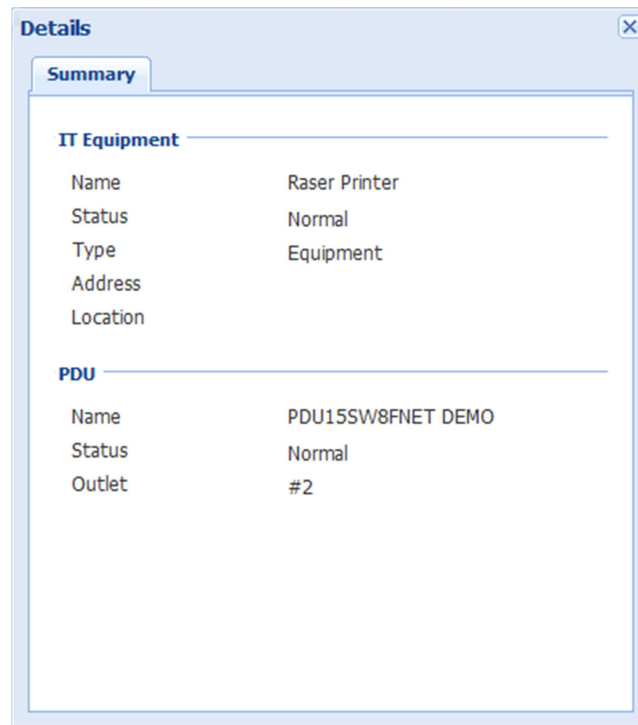 Details
Summary
IT Equipment
Name Raser Printer
Status Normal
Type Equipment
Address
Location
PDU
Name PDU15SW8FNET DEMO
Status Normal
Outlet #2